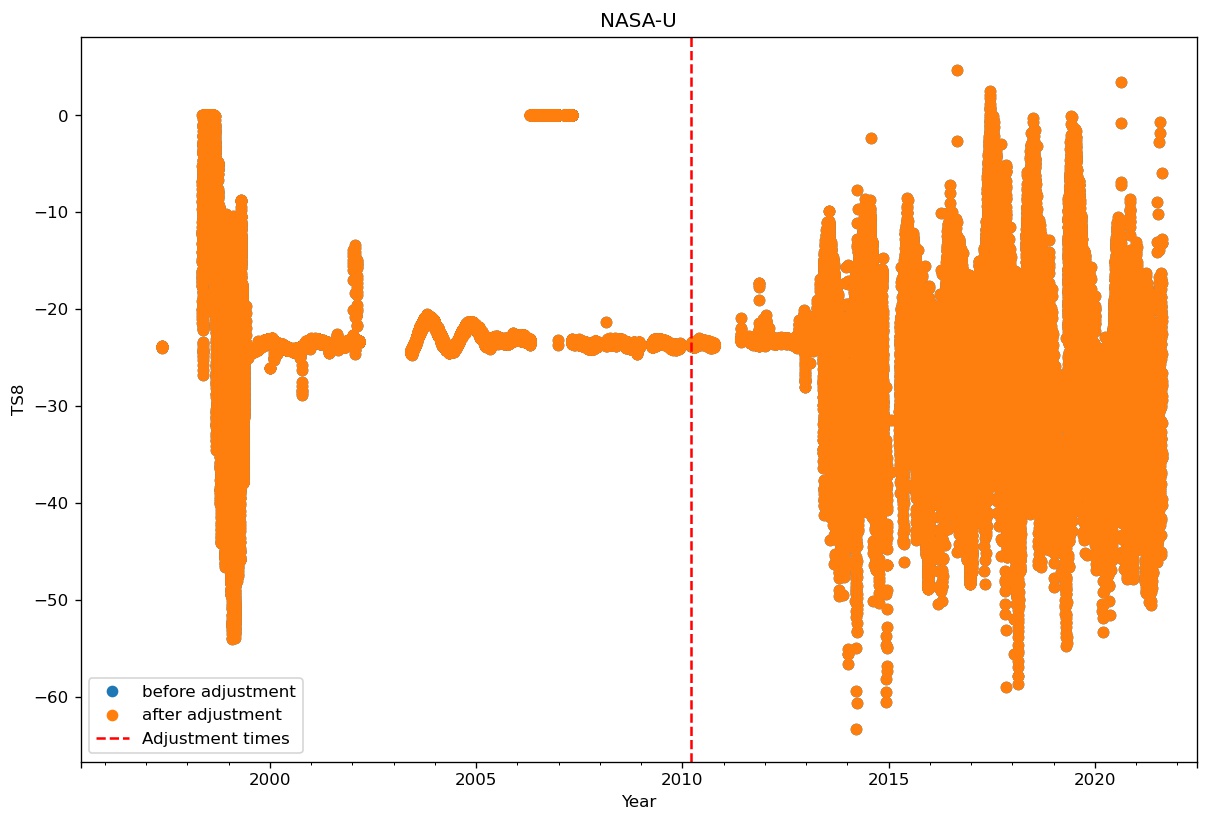 NASA-U
TS8
0
−10
−20
−30
−40
−50
−60
before adjustment
after adjustment
Adjustment times
2000 2005 2010 2015 2020
Year